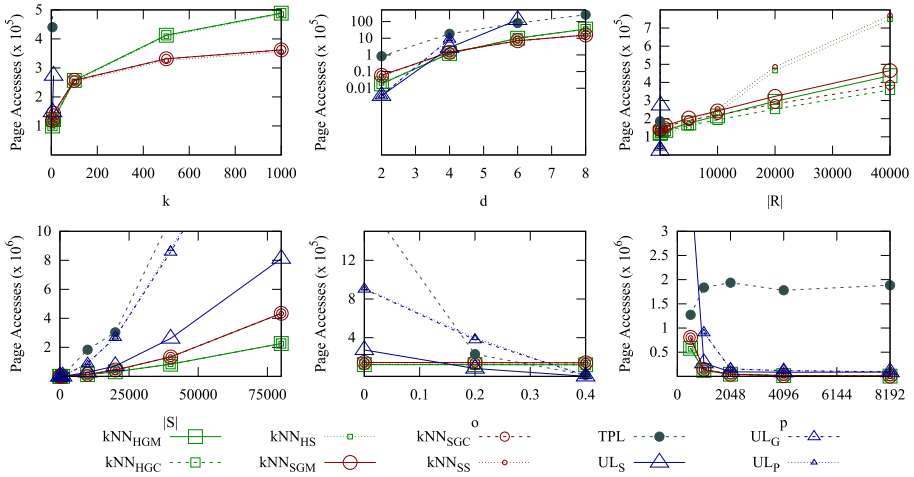 Page Accesses (x 10^5)
5
4
3
2
1
0 200 400 600 800 1000
k
Page Accesses (x 10^5)
100
10
1
0.1
0.01
2 3 4 5 6 7 8
d
Page Accesses (x 10^5)
7
6
5
4
3
2
1
10000 20000 30000 40000
|R|
Page Accesses (x 10^6)
10
8
6
4
2
0 25000 50000 75000
|S|
Page Accesses (x 10^5)
12
8
4
0 0.1 0.2 0.3 0.4
o
Page Accesses (x 10^6)
3
2.5
2
1.5
1
0.5
0 2048 4096 6144 8192
p
kNN_HGM kNN_HS kNN_SGC TPL UL_G
kNN_HGC kNN_SGM kNN_SS UL_S UL_P